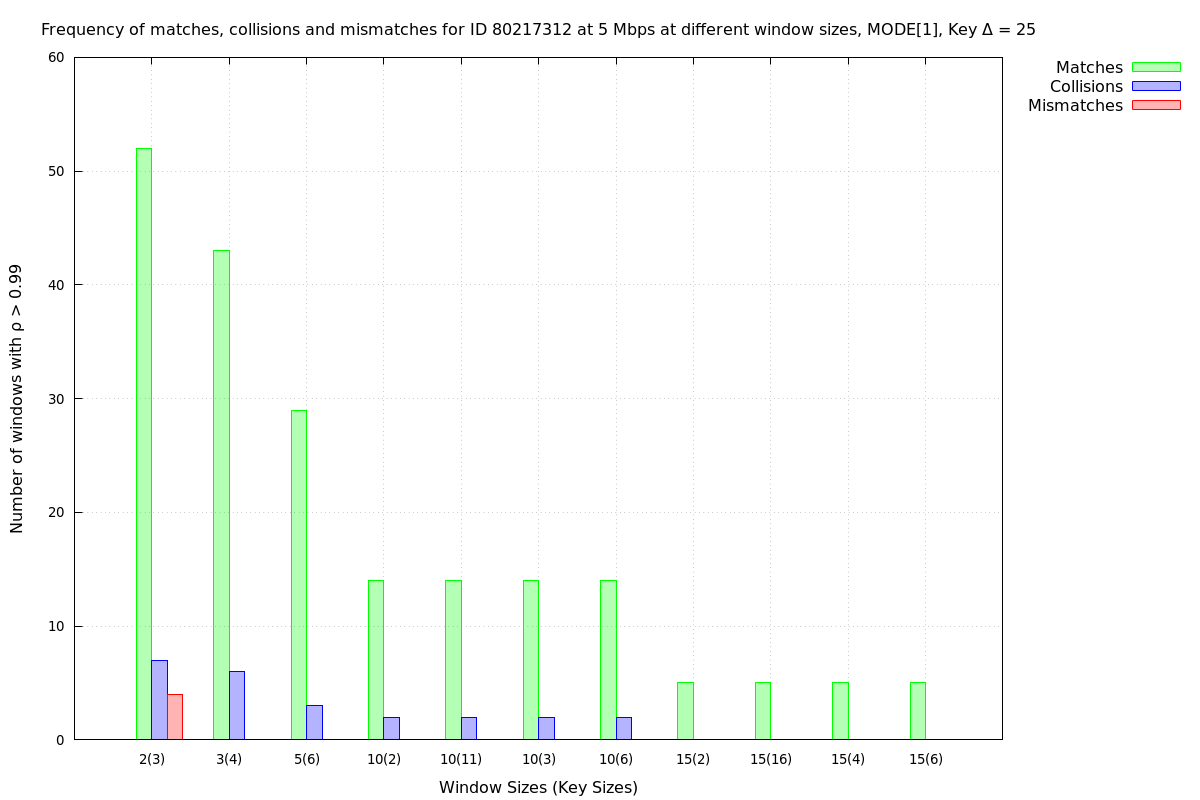 Frequency of matches, collisions and mismatches for ID 80217312 at 5 Mbps at different window sizes, MODE[1], Key Δ = 25
Matches
Collisions
Mismatches
Number of windows with ρ > 0.99
60
50
40
30
20
10
0
2(3) 3(4) 5(6) 10(2) 10(11) 10(3) 10(6) 15(2) 15(16) 15(4) 15(6)
Window Sizes (Key Sizes)